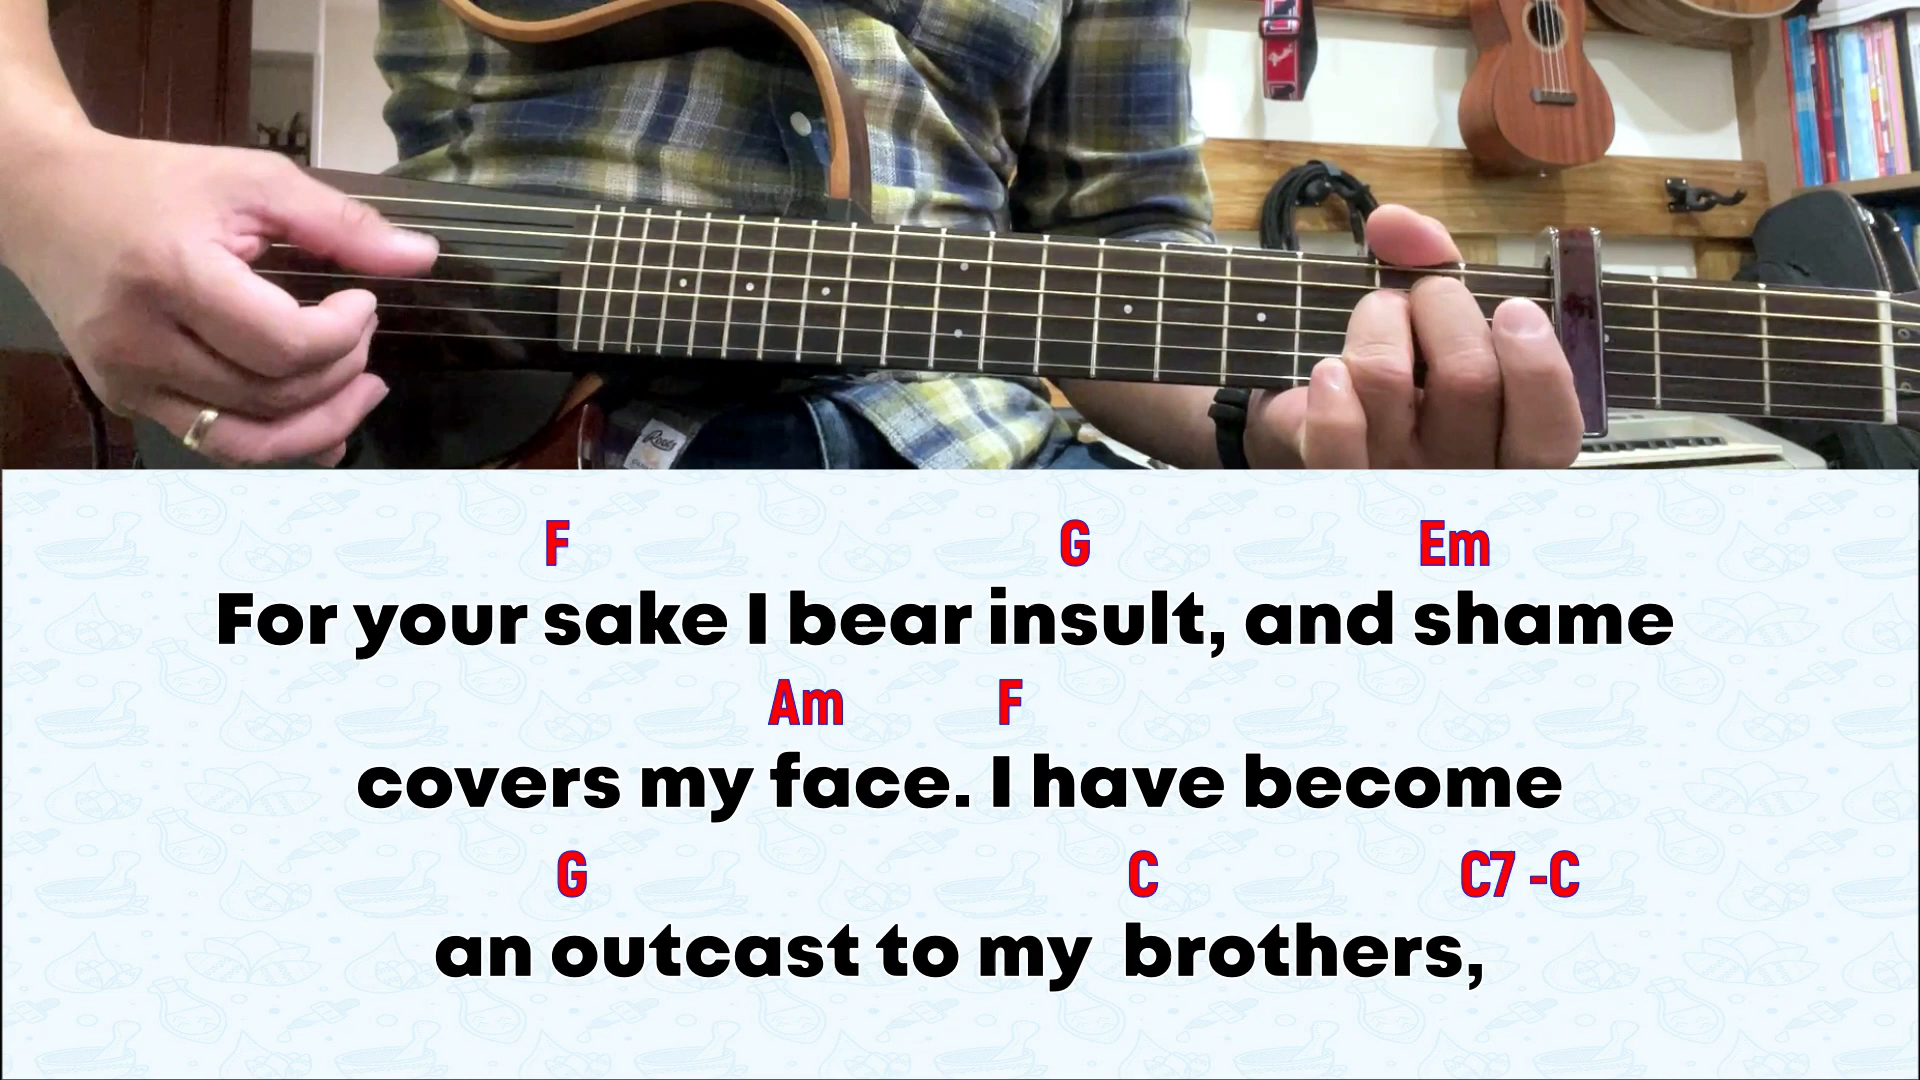 Roots
F G Em
For your sake I bear insult, and shame
Am F
covers my face. I have become
G C C7 -C
an outcast to my brothers,